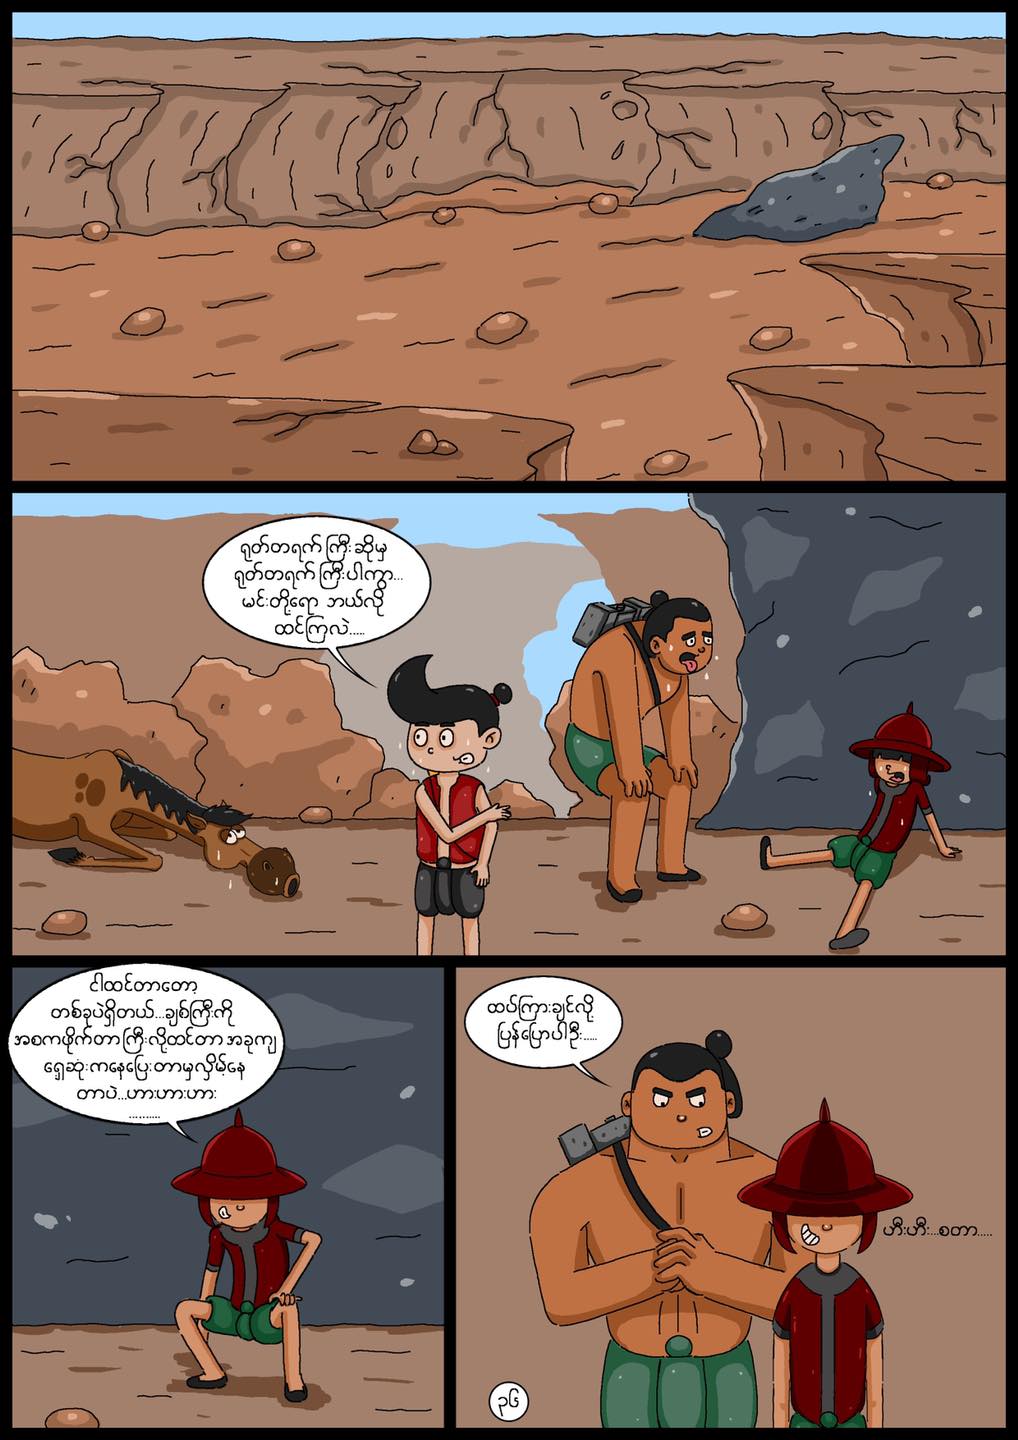 ရုတ်တရက်ကြီးဆိုမှ
ရုတ်တရက်ကြီးပါကွာ...
မင်းတို့ရော ဘယ်လို
ထင်ကြလဲ.....
ငါထင်တာတော့
တစ်ခုပဲရှိတယ်...ချစ်ကြီးကို
အစကဖိုက်တာကြီးလို့ထင်တာ အခုကျ
ရှေ့ဆုံးကနေပြေးတာမှလှိမ့်နေ
တာပဲ...ဟားဟားဟား
..........
ထပ်ကြားချင်လို့
ပြန်ပြောပါဦး.....
ဟီးဟီး...စတာ.....
၃၆